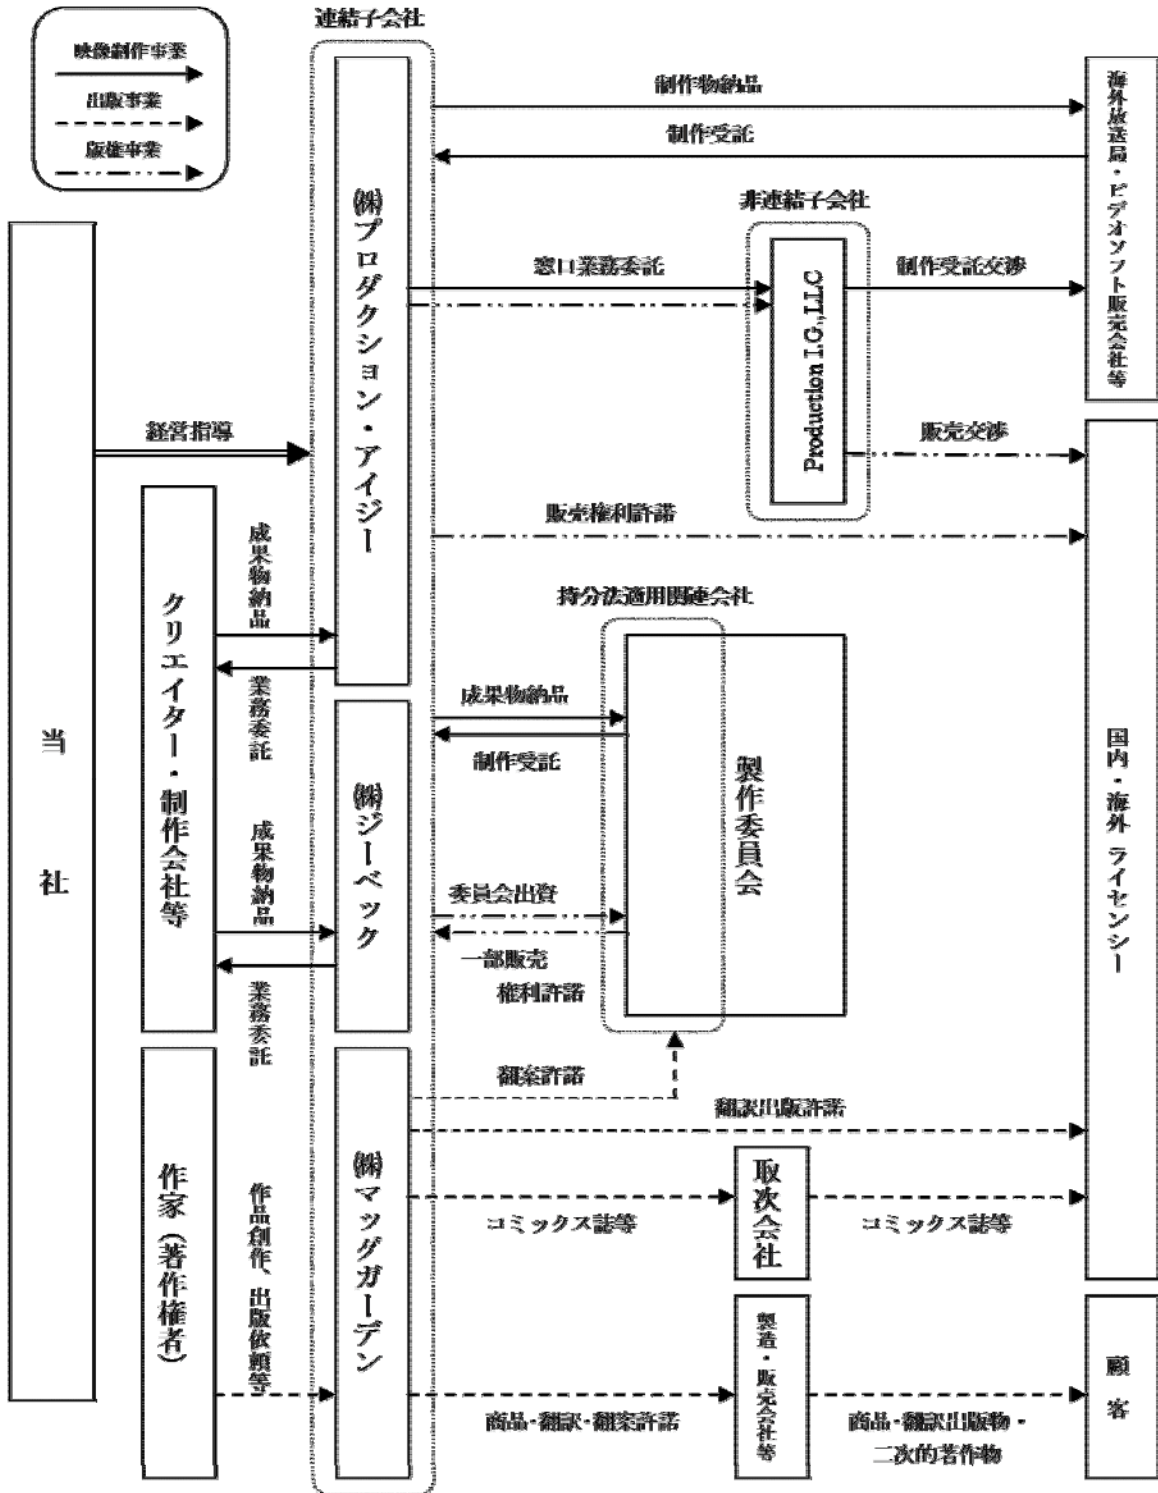 連結子会社
映像制作事業
出版事業
版権事業
当社
経営指導
クリエイター・制作会社等
成果物納品
業務委託
成果物納品
業務委託
作家（著作権者）
作品創作、出版依頼等
㈱プロダクション・アイジー
㈱ジーベック
㈱マッグガーデン
制作物納品
制作受託
非連結子会社
窓口業務委託
Production I.G.,LLC
制作受託交渉
販売交渉
販売権利許諾
持分法適用関連会社
成果物納品
制作受託
製作委員会
委員会出資
一部販売
権利許諾
翻案許諾
翻訳出版許諾
コミックス誌等
取次会社
コミックス誌等
商品・翻訳・翻案許諾
製造・販売会社等
商品・翻訳出版物・
二次的著作物
海外放送局・ビデオソフト販売会社等
国内・海外 ライセンシー
顧客